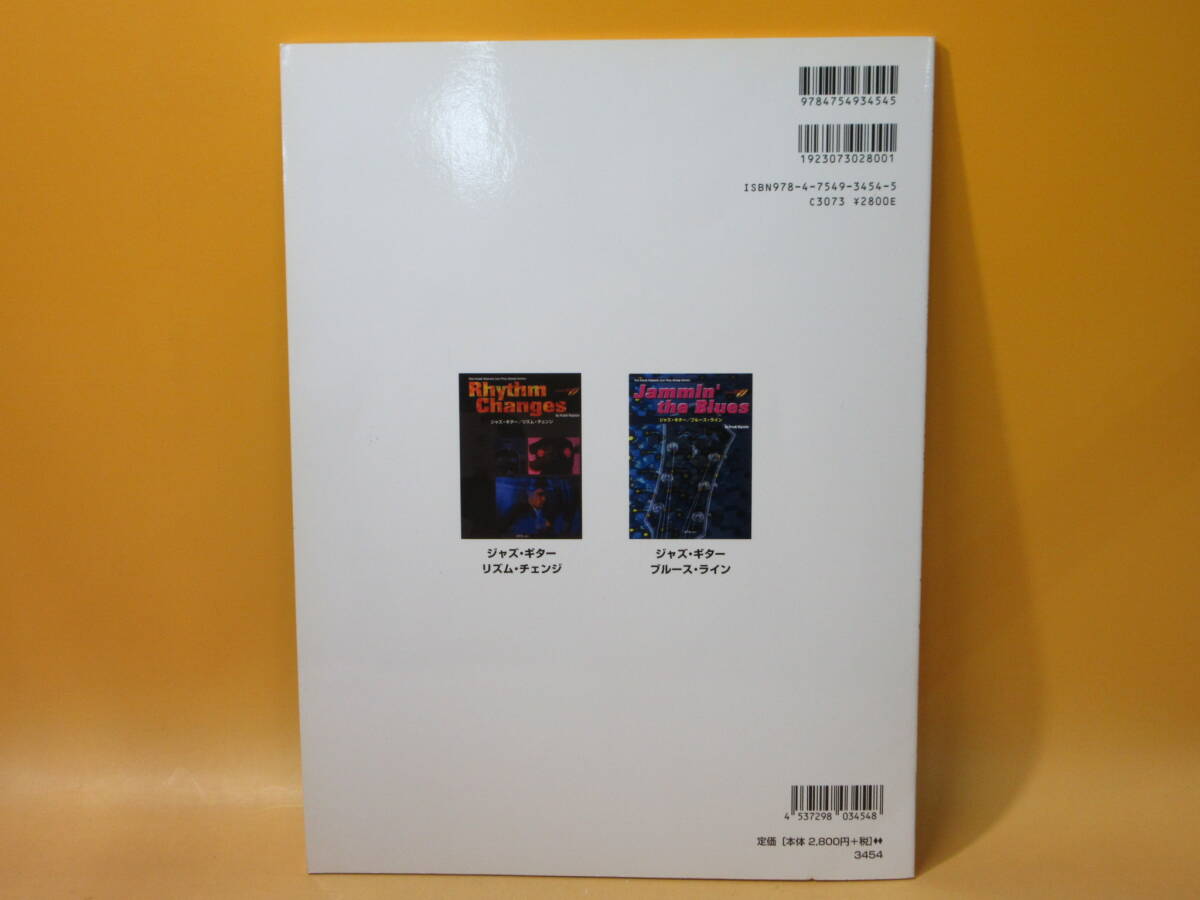 9784754934545
1923073028001
ISBN978-4-7549-3454-5
C3073 ¥2800E
Rhythm
Changes
ジャズ・ギター/リズム・チェンジ
Jammin'
the Blues
ジャズ・ギター/ブルース・ライン
ジャズ・ギター
リズム・チェンジ
ジャズ・ギター
ブルース・ライン
4 537298 034548
定価 [本体 2,800円+税]♦♦
3454